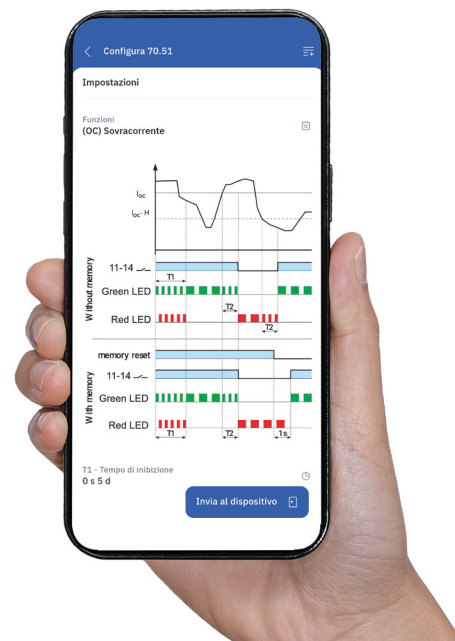 Configura 70.51
Impostazioni
Funzioni
(OC) Sovracorrente
Ioc
Ioc· H
Without memory
11-14
T1
Green LED
T2
Red LED
T2
With memory
memory reset
11-14
Green LED
Red LED
T1
T2
1s
T1 - Tempo di inibizione
0 s 5 d
Invia al dispositivo